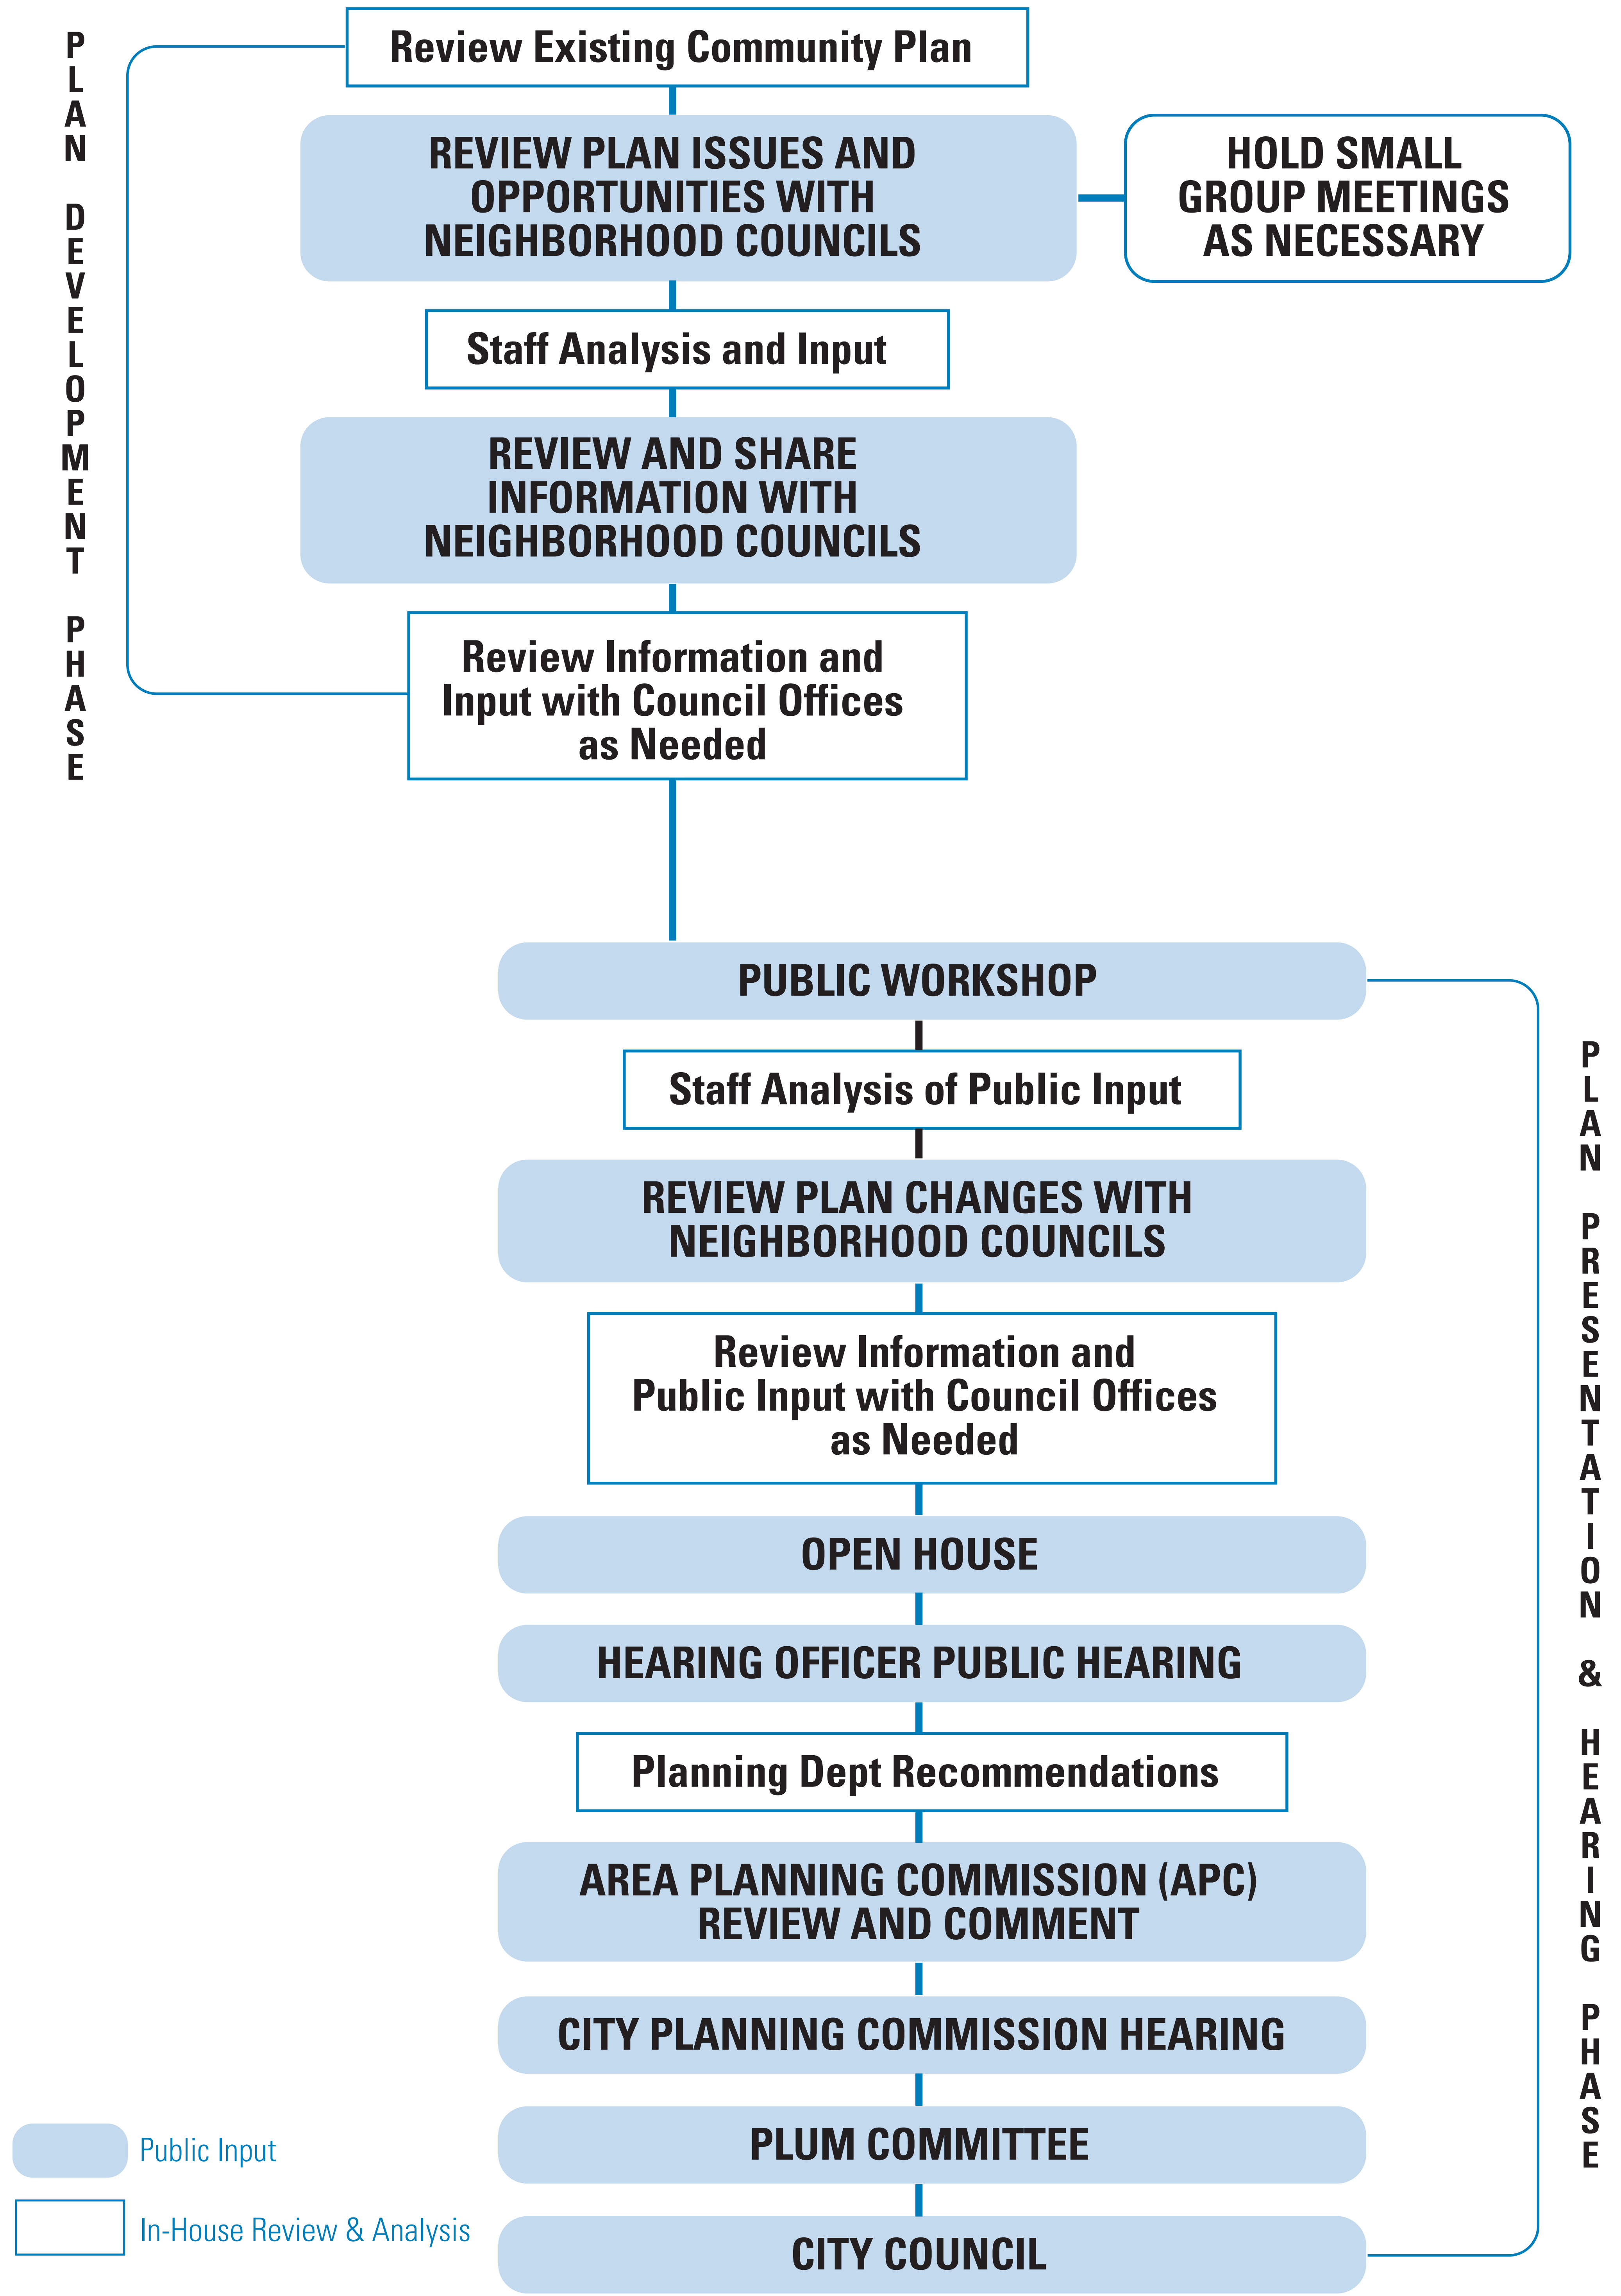 PLAN DEVELOPMENT PHASE
Review Existing Community Plan
REVIEW PLAN ISSUES AND
OPPORTUNITIES WITH
NEIGHBORHOOD COUNCILS
HOLD SMALL
GROUP MEETINGS
AS NECESSARY
Staff Analysis and Input
REVIEW AND SHARE
INFORMATION WITH
NEIGHBORHOOD COUNCILS
Review Information and
Input with Council Offices
as Needed
PUBLIC WORKSHOP
Staff Analysis of Public Input
REVIEW PLAN CHANGES WITH
NEIGHBORHOOD COUNCILS
Review Information and
Public Input with Council Offices
as Needed
OPEN HOUSE
HEARING OFFICER PUBLIC HEARING
Planning Dept Recommendations
AREA PLANNING COMMISSION (APC)
REVIEW AND COMMENT
CITY PLANNING COMMISSION HEARING
PLUM COMMITTEE
CITY COUNCIL
PLAN PRESENTATION & HEARING PHASE
Public Input
In-House Review & Analysis